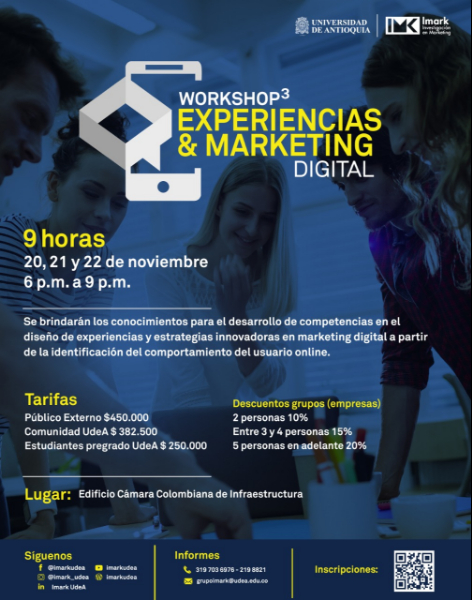 UNIVERSIDAD
DE ANTIOQUIA
IMK
Imark
Investigación
en Marketing
WORKSHOP³
EXPERIENCIAS
& MARKETING
DIGITAL
9 horas
20, 21 y 22 de noviembre
6 p.m. a 9 p.m.
Se brindarán los conocimientos para el desarrollo de competencias en el
diseño de experiencias y estrategias innovadoras en marketing digital a partir
de la identificación del comportamiento del usuario online.
Tarifas
Público Externo $450.000
Comunidad UdeA $ 382.500
Estudiantes pregrado UdeA $ 250.000
Descuentos grupos (empresas)
2 personas 10%
Entre 3 y 4 personas 15%
5 personas en adelante 20%
Lugar: Edificio Cámara Colombiana de Infraestructura
Síguenos
@imarkudea imarkudea
@imark_udea imarkudea
Imark UdeA
Informes
319 703 6976 - 219 8821
grupoimark@udea.edu.co
Inscripciones: